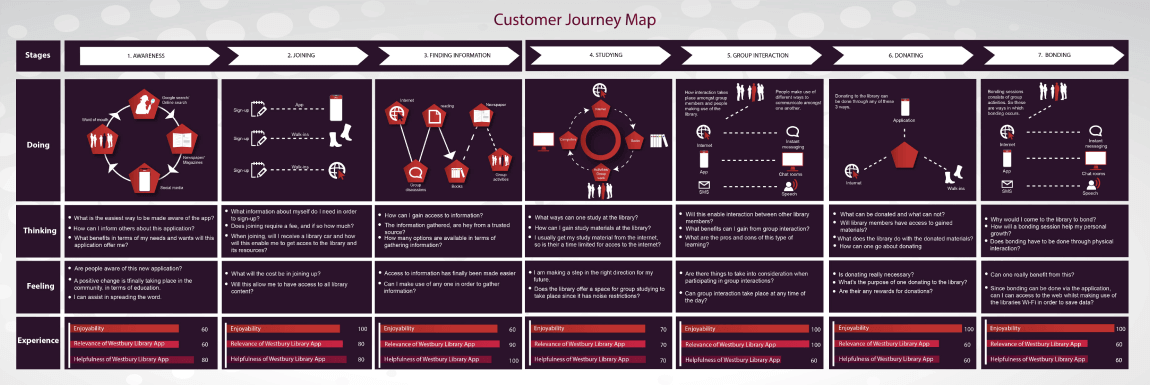 Customer Journey Map
Stages
1. AWARENESS
2. JOINING
3. FINDING INFORMATION
4. STUDYING
5. GROUP INTERACTION
6. DONATING
7. BONDING
Doing
Google search/
Online search
Word of mouth
Newspaper/
Magazines
Social media
Sign-up
App
Sign-up
Walk-ins
Sign-up
Walk-ins
Internet
reading
Newspaper
Group
discussions
Books
Group
activities
Internet
Computers
Books
How interaction takes
place amongst group
members and people
making use of the
library
People make use of
different ways to
communicate amongst
one another.
Internet
Instant
messaging
App
Chat rooms
SMS
Speech
Donating to the library can
be done through any of these
3 ways.
Application
Internet
Walk-ins
Bonding sessions
consists of group
activities. So these
are ways in which
bonding occurs.
Internet
Instant
messaging
App
Chat rooms
SMS
Speech
Thinking
What is the easiest way to be made aware of the app?
How can I inform others about this application?
What benefits in terms of my needs and wants will this
application offer me?
What information about myself do I need in order
to sign-up?
Does joining require a fee, and if so how much?
When joining, will I receive a library car and how
will this enable me to get acces to the library and
its resources?
How can I gain access to information?
The information gathered, are hey from a trusted
source?
How many options are available in terms of
gathering information?
What ways can one study at the library?
How can I gain study materials at the library?
I usually get my study material from the internet,
so is their a time limited for acces to the internet?
Will this enable interaction between other library
members?
What benefits can I gain from group interaction?
What are the pros and cons of this type of
learning?
What can be donated and what can not?
Will library members have access to gained
materials?
What does the library do with the donated materials?
How can one go about donating
Why would I come to the library to bond?
How will a bonding session help my personal
growth?
Does bonding have to be done through physical
interaction?
Feeling
Are people aware of this new application?
A positive change is tfinally taking place in the
community, in terms of education.
I can assist in spreading the word.
What will the cost be in joining up?
Will this allow me to have access to all library
content?
Access to information has finally been made easier
Can I make use of any one in order to gather
information?
I am making a step in the right direction for my
future.
Does the library offer a space for group studying to
take place since it has noise restrictions?
Are there things to take into consideration when
participating in group interactions?
Can group interaction take place at any time of
the day?
Is donating really necessary?
What's the purpose of one donating to the library?
Are their any rewards for donations?
Can one really benefit from this?
Since bonding can be done via the application,
can I can access to the web whilst making use of
the libraries Wi-Fi in order to save data?
Experience
Enjoyability 60
Relevance of Westbury Library App 60
Helpfulness of Westbury Library App 80
Enjoyability 100
Relevance of Westbury Library App 80
Helpfulness of Westbury Library App 80
Enjoyability 60
Relevance of Westbury Library App 90
Helpfulness of Westbury Library App 100
Enjoyability 70
Relevance of Westbury Library App 70
Helpfulness of Westbury Library App 70
Enjoyability 100
Relevance of Westbury Library App 100
Helpfulness of Westbury Library App 60
Enjoyability 100
Relevance of Westbury Library App 60
Helpfulness of Westbury Library App 60
Enjoyability 100
Relevance of Westbury Library App 60
Helpfulness of Westbury Library App 60